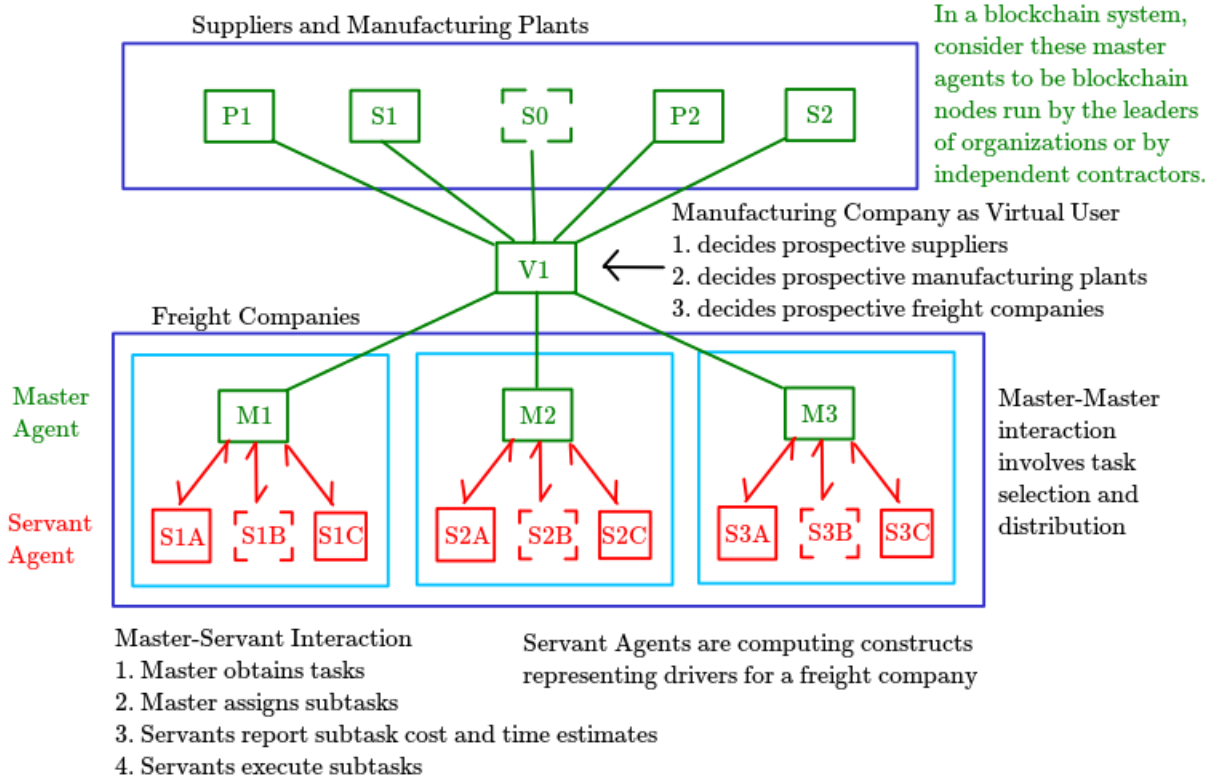 Suppliers and Manufacturing Plants
In a blockchain system,
consider these master
agents to be blockchain
nodes run by the leaders
of organizations or by
independent contractors.
P1
S1
S0
P2
S2
Manufacturing Company as Virtual User
1. decides prospective suppliers
2. decides prospective manufacturing plants
3. decides prospective freight companies
V1
Freight Companies
Master
Agent
M1
M2
M3
Master-Master
interaction
involves task
selection and
distribution
Servant
Agent
S1A
S1B
S1C
S2A
S2B
S2C
S3A
S3B
S3C
Master-Servant Interaction
1. Master obtains tasks
2. Master assigns subtasks
3. Servants report subtask cost and time estimates
4. Servants execute subtasks
Servant Agents are computing constructs
representing drivers for a freight company